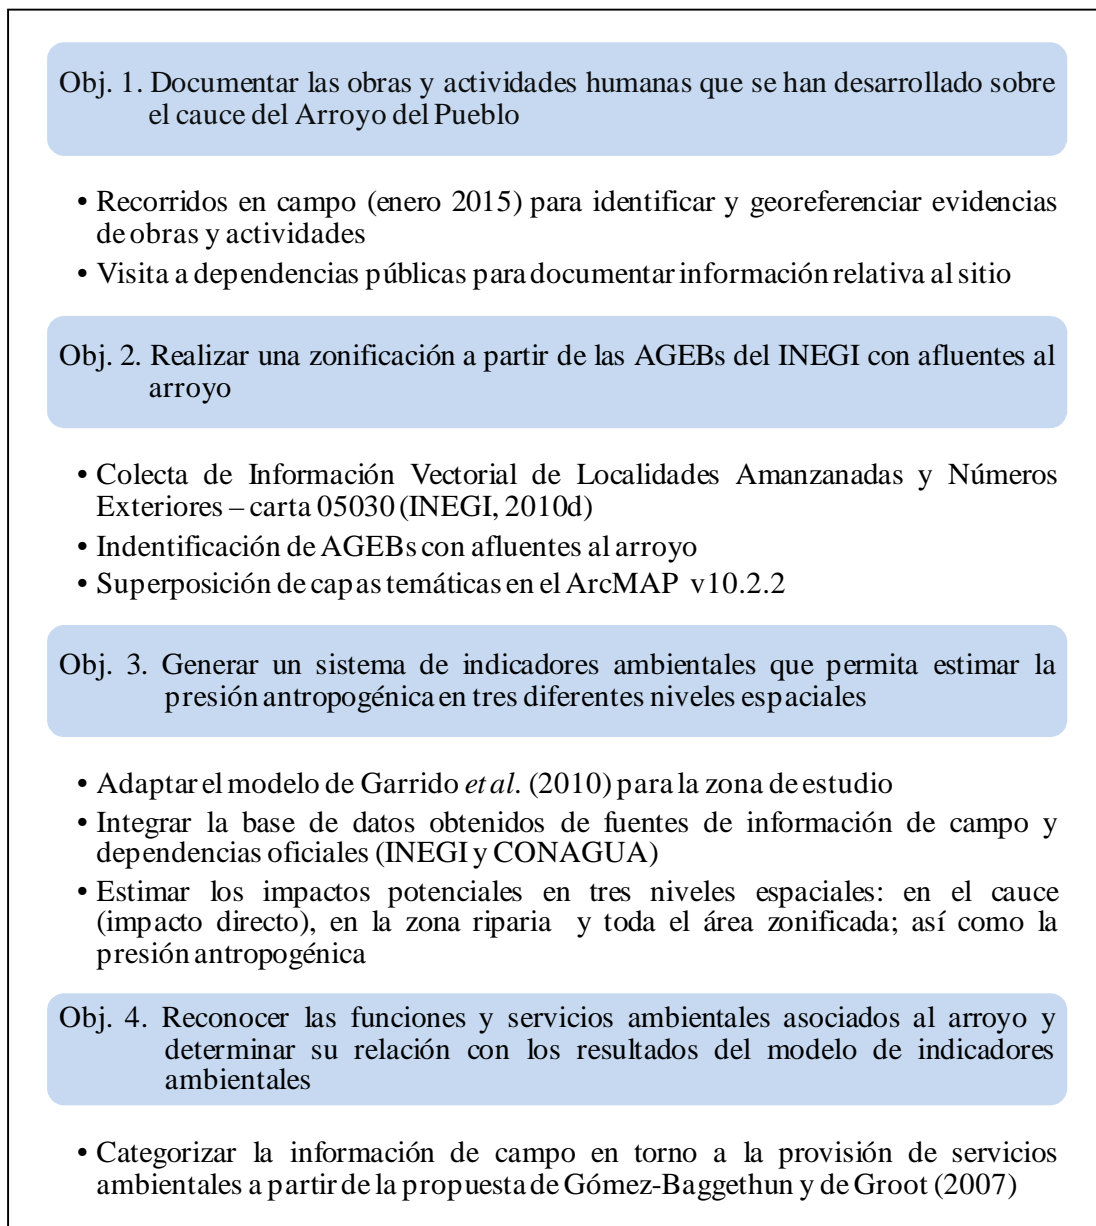 Obj. 1. Documentar las obras y actividades humanas que se han desarrollado sobre
el cauce del Arroyo del Pueblo
• Recorridos en campo (enero 2015) para identificar y georeferenciar evidencias
de obras y actividades
• Visita a dependencias públicas para documentar información relativa al sitio
Obj. 2. Realizar una zonificación a partir de las AGEBs del INEGI con afluentes al
arroyo
• Colecta de Información Vectorial de Localidades Amanzanadas y Números
Exteriores – carta 05030 (INEGI, 2010d)
• Indentificación de AGEBs con afluentes al arroyo
• Superposición de capas temáticas en el ArcMAP v10.2.2
Obj. 3. Generar un sistema de indicadores ambientales que permita estimar la
presión antropogénica en tres diferentes niveles espaciales
• Adaptar el modelo de Garrido et al. (2010) para la zona de estudio
• Integrar la base de datos obtenidos de fuentes de información de campo y
dependencias oficiales (INEGI y CONAGUA)
• Estimar los impactos potenciales en tres niveles espaciales: en el cauce
(impacto directo), en la zona riparia y toda el área zonificada; así como la
presión antropogénica
Obj. 4. Reconocer las funciones y servicios ambientales asociados al arroyo y
determinar su relación con los resultados del modelo de indicadores
ambientales
• Categorizar la información de campo en torno a la provisión de servicios
ambientales a partir de la propuesta de Gómez-Baggethun y de Groot (2007)